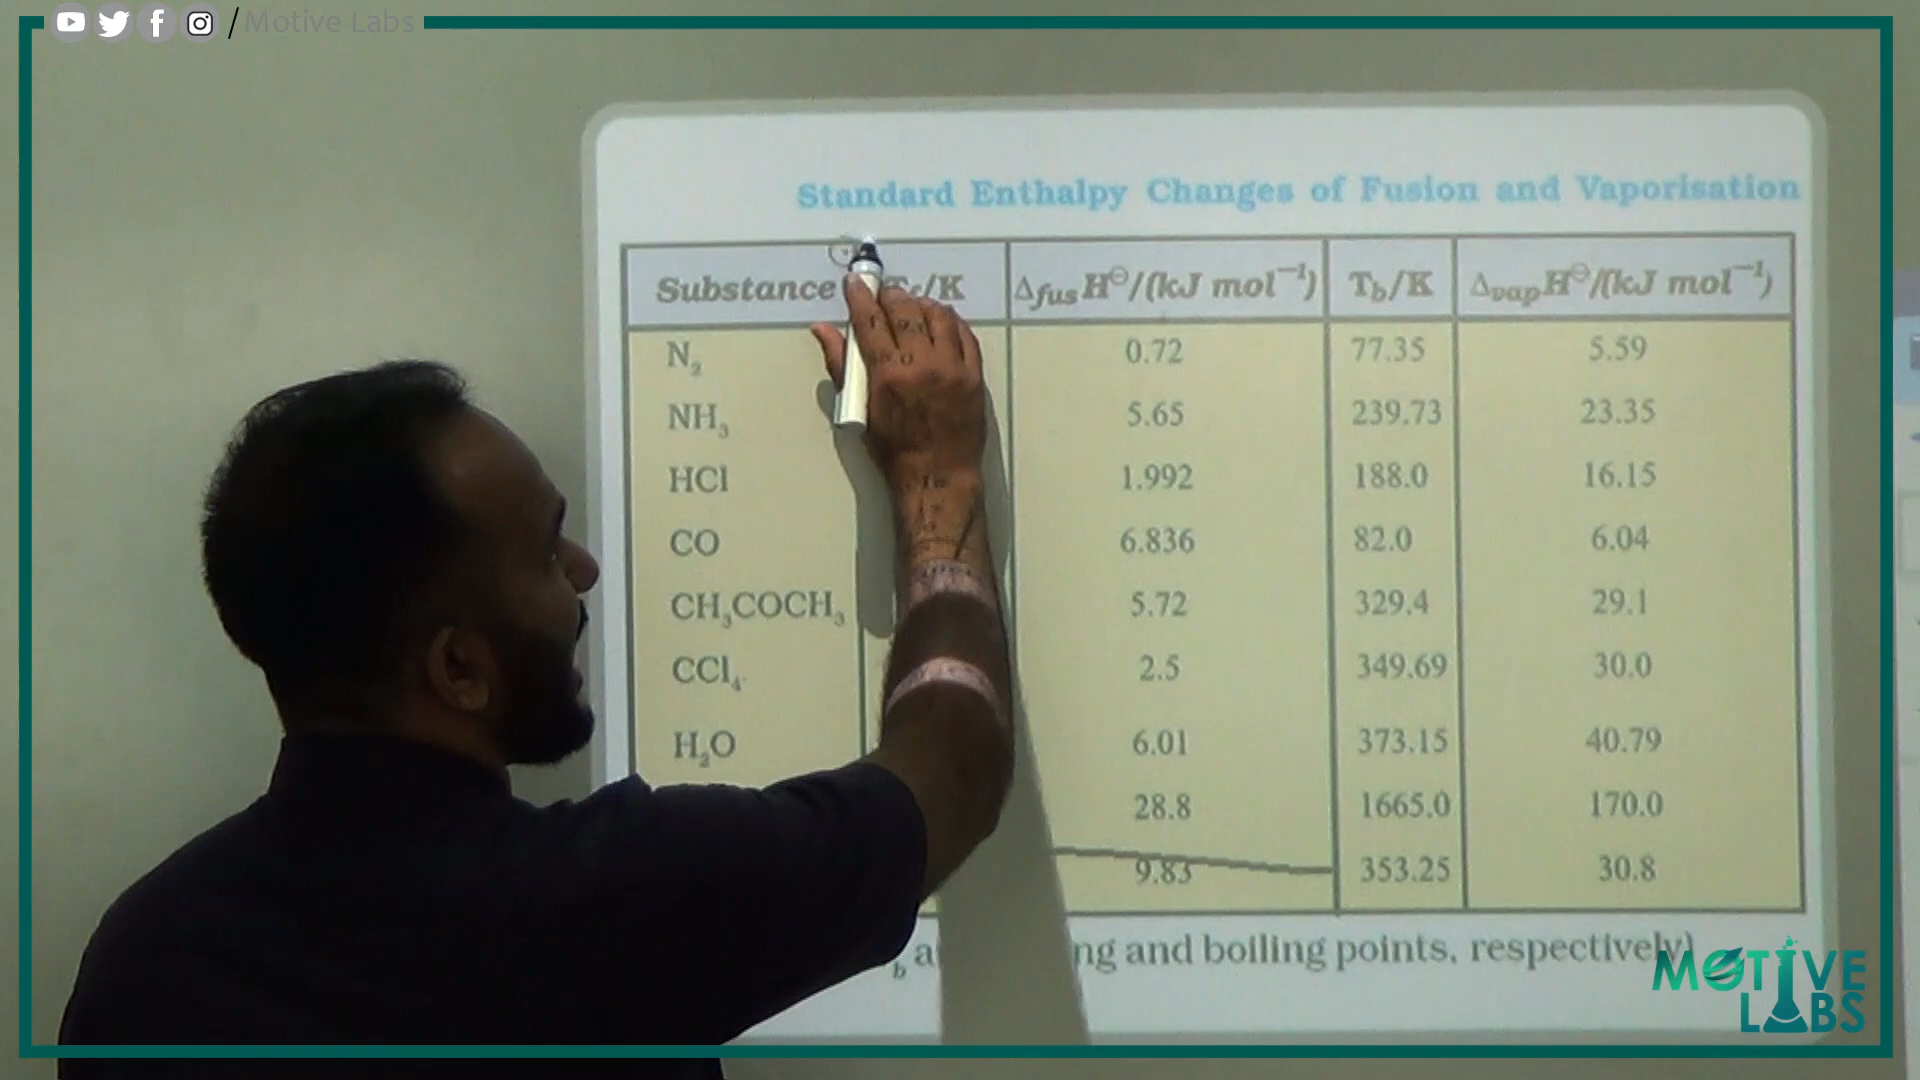 / Motive Labs
Standard Enthalpy Changes of Fusion and Vaporisation
Substance /K ΔfusH⊖/(kJ mol⁻¹) Tb/K ΔvapH⊖/(kJ mol⁻¹)
N₂ 0.72 77.35 5.59
NH₃ 5.65 239.73 23.35
HCl 1.992 188.0 16.15
CO 6.836 82.0 6.04
CH₃COCH₃ 5.72 329.4 29.1
CCl₄ 2.5 349.69 30.0
H₂O 6.01 373.15 40.79
28.8 1665.0 170.0
9.83 353.25 30.8
and boiling points, respectively)
MOTIVE
LABS